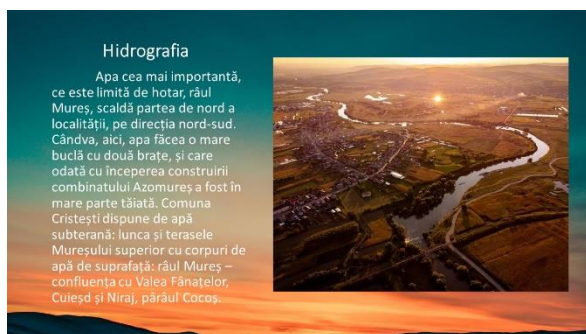 Hidrografia
Apa cea mai importantă,
ce este limită de hotar, râul
Mureș, scaldă partea de nord a
localității, pe direcția nord-sud.
Cândva, aici, apa făcea o mare
buclă cu două brațe, și care
odată cu începerea construirii
combinatului Azomureș a fost în
mare parte tăiată. Comuna
Cristești dispune de apă
subterană: lunca și terasele
Mureșului superior cu corpuri de
apă de suprafață: râul Mureș –
confluența cu Valea Fânațelor,
Cuieșd și Niraj, pârâul Cocoș.